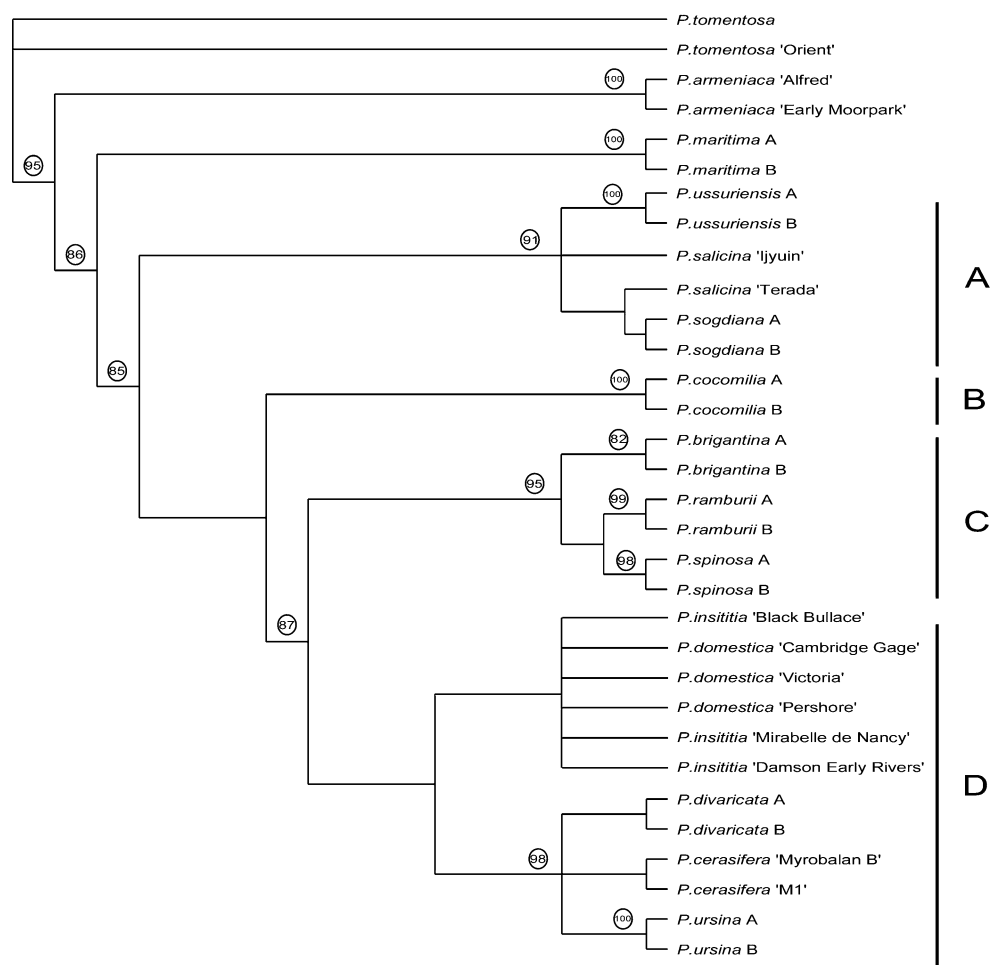 P.tomentosa
P.tomentosa 'Orient'
100
P.armeniaca 'Alfred'
P.armeniaca 'Early Moorpark'
100
P.maritima A
95
P.maritima B
100
P.ussuriensis A
P.ussuriensis B
91
86
P.salicina 'Ijyuin'
A
P.salicina 'Terada'
P.sogdiana A
P.sogdiana B
85
100
P.cocomilia A
B
P.cocomilia B
82
P.brigantina A
P.brigantina B
95
99
P.ramburii A
C
P.ramburii B
98
P.spinosa A
P.spinosa B
87
P.insititia 'Black Bullace'
P.domestica 'Cambridge Gage'
P.domestica 'Victoria'
P.domestica 'Pershore'
P.insititia 'Mirabelle de Nancy'
P.insititia 'Damson Early Rivers'
D
P.divaricata A
P.divaricata B
98
P.cerasifera 'Myrobalan B'
P.cerasifera 'M1'
100
P.ursina A
P.ursina B